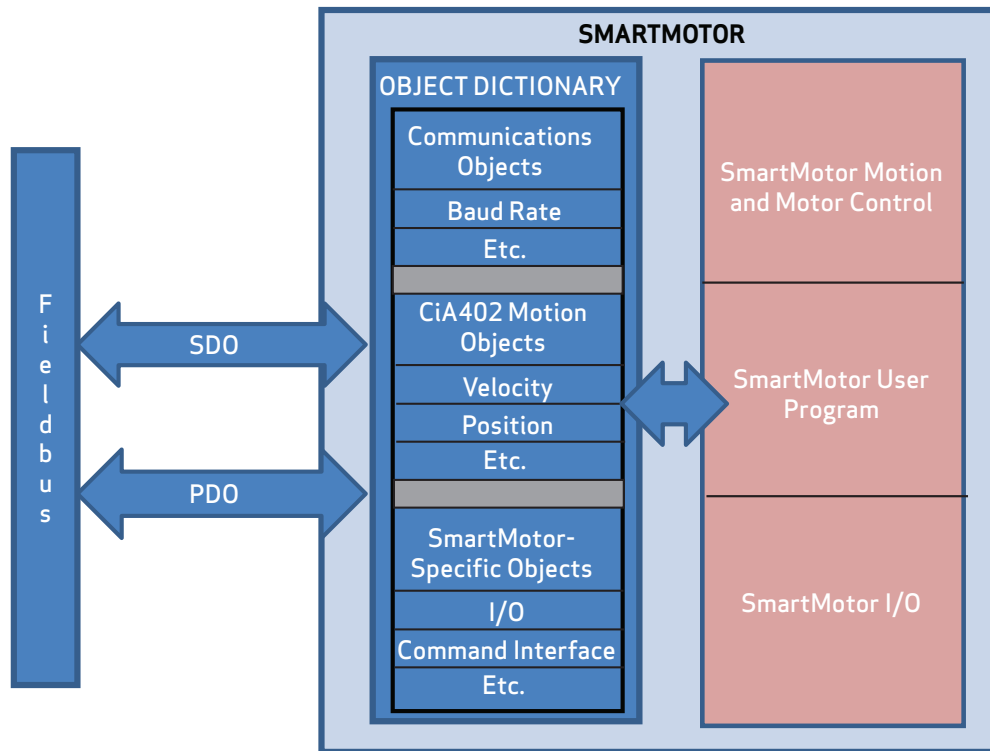 SMARTMOTOR
OBJECT DICTIONARY
Communications
Objects
Baud Rate
Etc.
CiA402 Motion
Objects
Velocity
Position
Etc.
SmartMotor-
Specific Objects
I/O
Command Interface
Etc.
Fieldbus
SDO
PDO
SmartMotor Motion
and Motor Control
SmartMotor User
Program
SmartMotor I/O